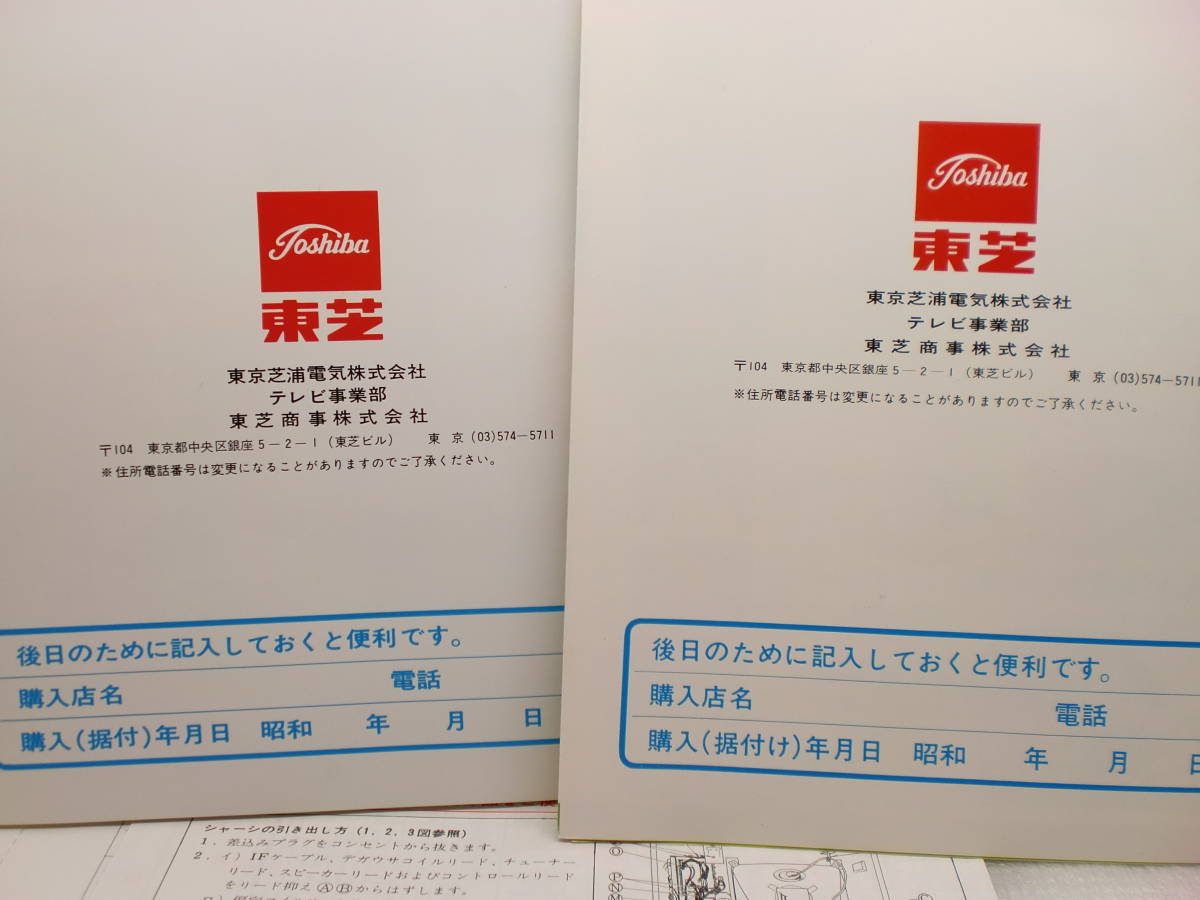 Toshiba
東芝
東京芝浦電気株式会社
テレビ事業部
東芝商事株式会社
〒104 東京都中央区銀座5−2−1(東芝ビル) 東京(03)574−5711
※住所電話番号は変更になることがありますのでご了承ください。
後日のために記入しておくと便利です。
購入店名 電話
購入(据付)年月日 昭和 年 月 日
Toshiba
東芝
東京芝浦電気株式会社
テレビ事業部
東芝商事株式会社
〒104 東京都中央区銀座5−2−1(東芝ビル) 東京(03)574−5711
※住所電話番号は変更になることがありますのでご了承ください。
後日のために記入しておくと便利です。
購入店名 電話
購入(据付け)年月日 昭和 年 月 日
シャーシの引き出し方(1,2,3図参照)
1.差込みプラグをコンセントから抜きます。
2.イ)IFケーブル、デガウサコイルリード、チューナー
リード、スピーカーリードおよびコントロールリード
をリード抑えⒶⒷからはずします。